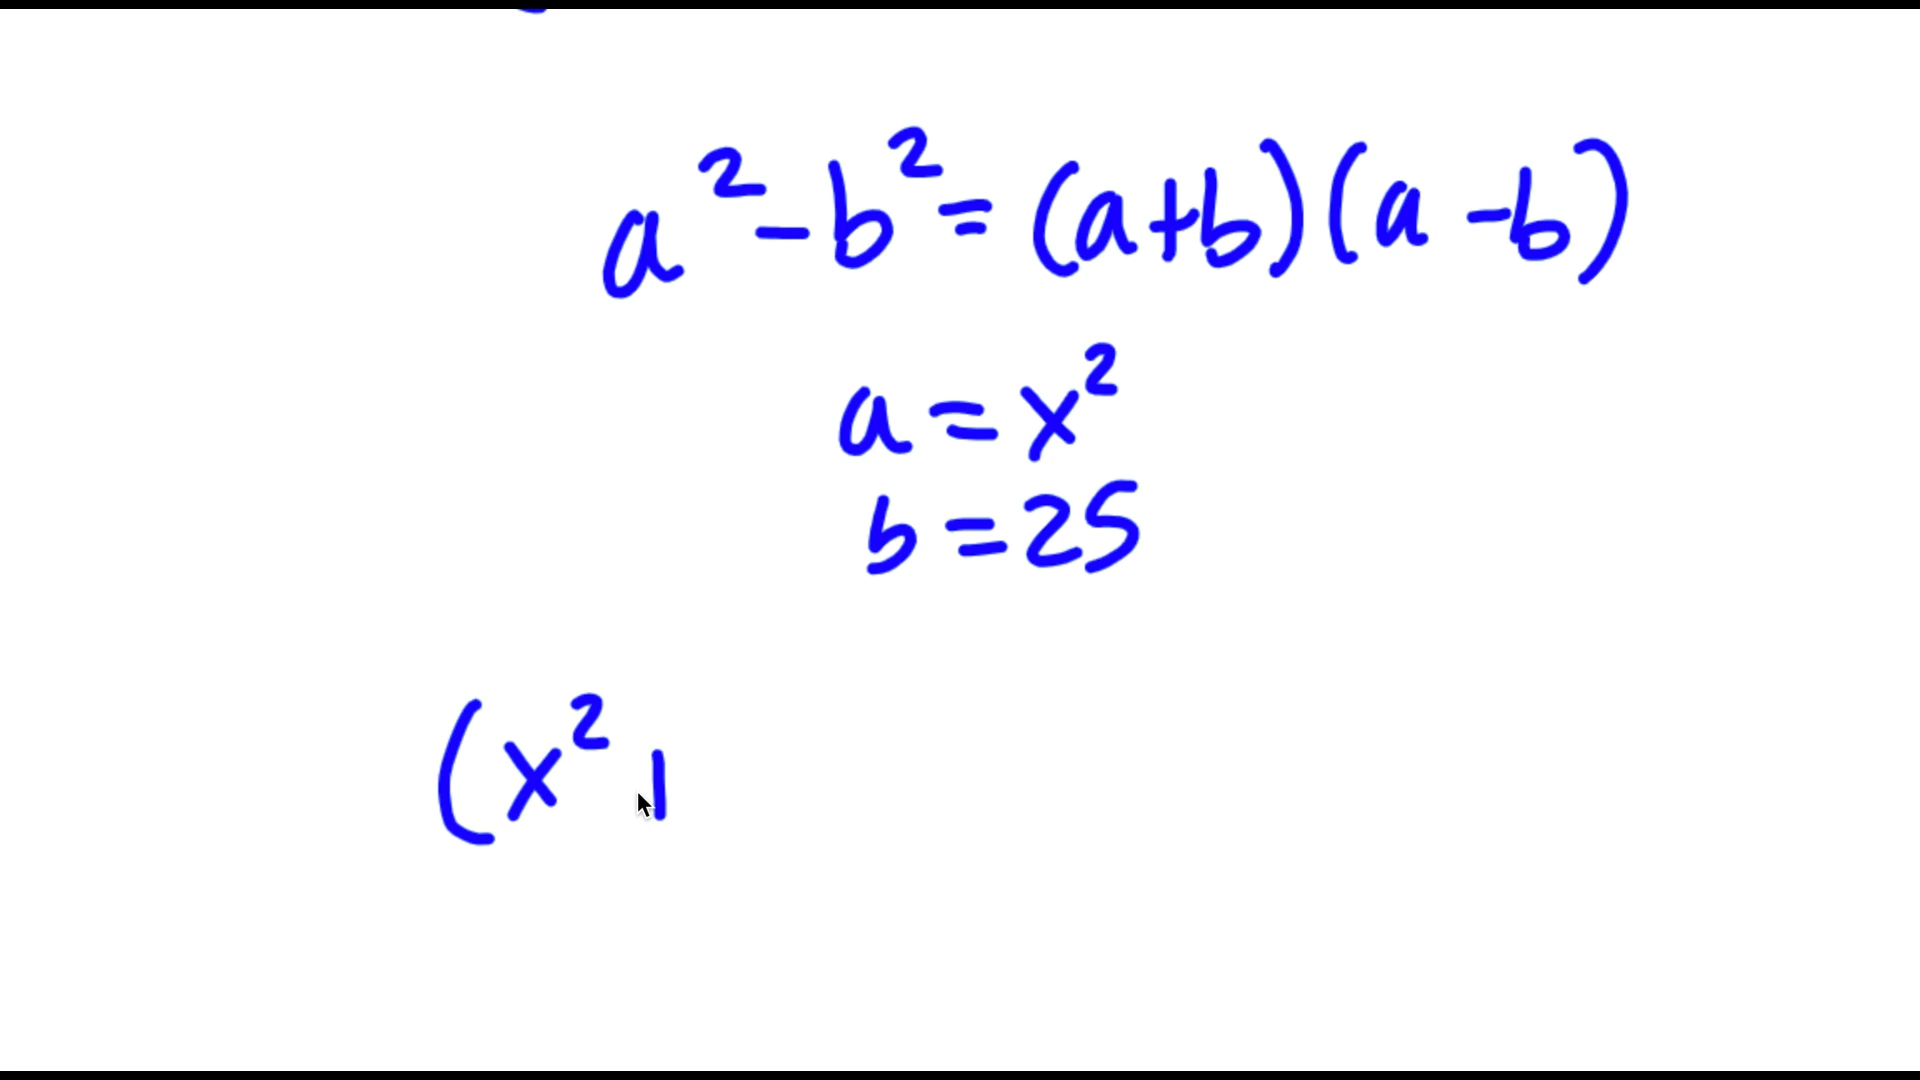 a²-b²=(a+b)(a-b)
a=x²
b=25
(x²